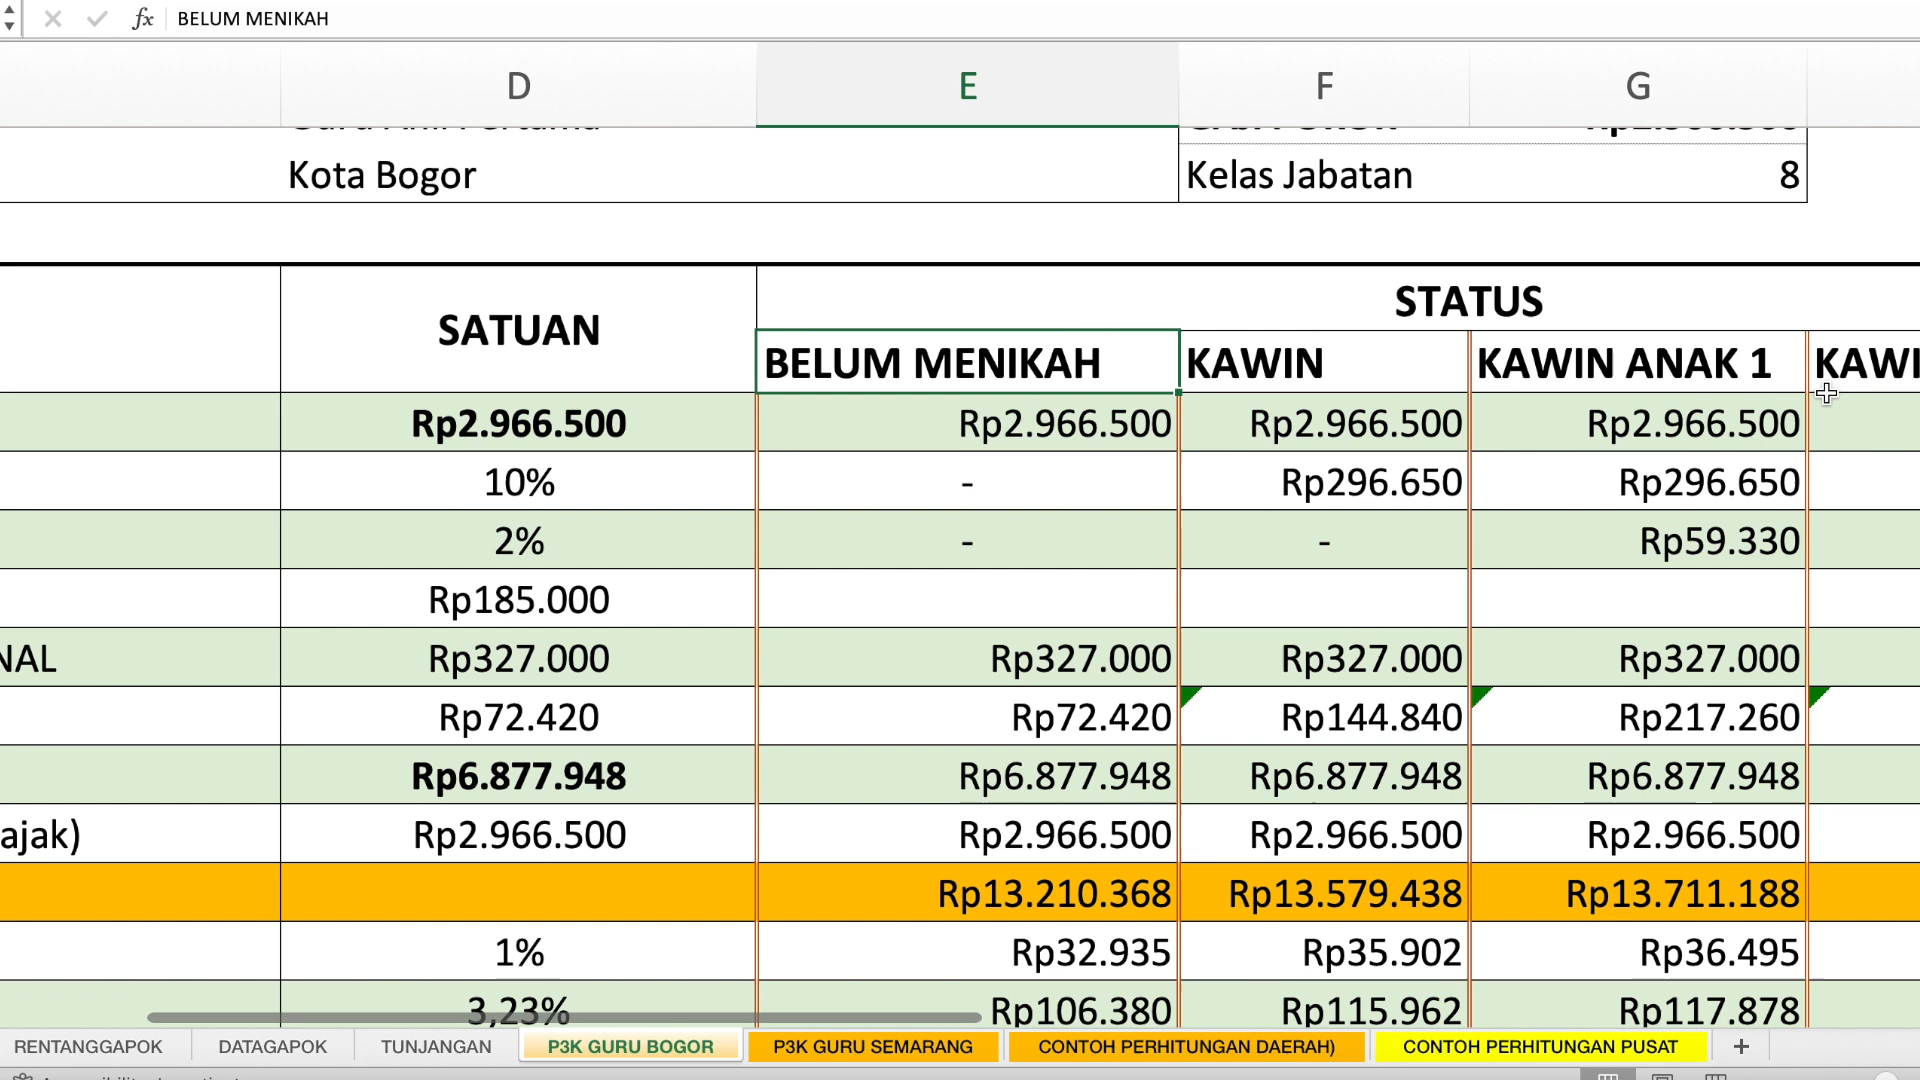 fx BELUM MENIKAH
D E F G
Kota Bogor Kelas Jabatan 8
STATUS
SATUAN
BELUM MENIKAH KAWIN KAWIN ANAK 1 KAWI
Rp2.966.500 Rp2.966.500 Rp2.966.500 Rp2.966.500
10% - Rp296.650 Rp296.650
2% - - Rp59.330
Rp185.000
NAL Rp327.000 Rp327.000 Rp327.000 Rp327.000
Rp72.420 Rp72.420 Rp144.840 Rp217.260
Rp6.877.948 Rp6.877.948 Rp6.877.948 Rp6.877.948
ajak) Rp2.966.500 Rp2.966.500 Rp2.966.500 Rp2.966.500
Rp13.210.368 Rp13.579.438 Rp13.711.188
1% Rp32.935 Rp35.902 Rp36.495
3,23% Rp106.380 Rp115.962 Rp117.878
RENTANGGAPOK DATAGAPOK TUNJANGAN P3K GURU BOGOR P3K GURU SEMARANG CONTOH PERHITUNGAN DAERAH) CONTOH PERHITUNGAN PUSAT +